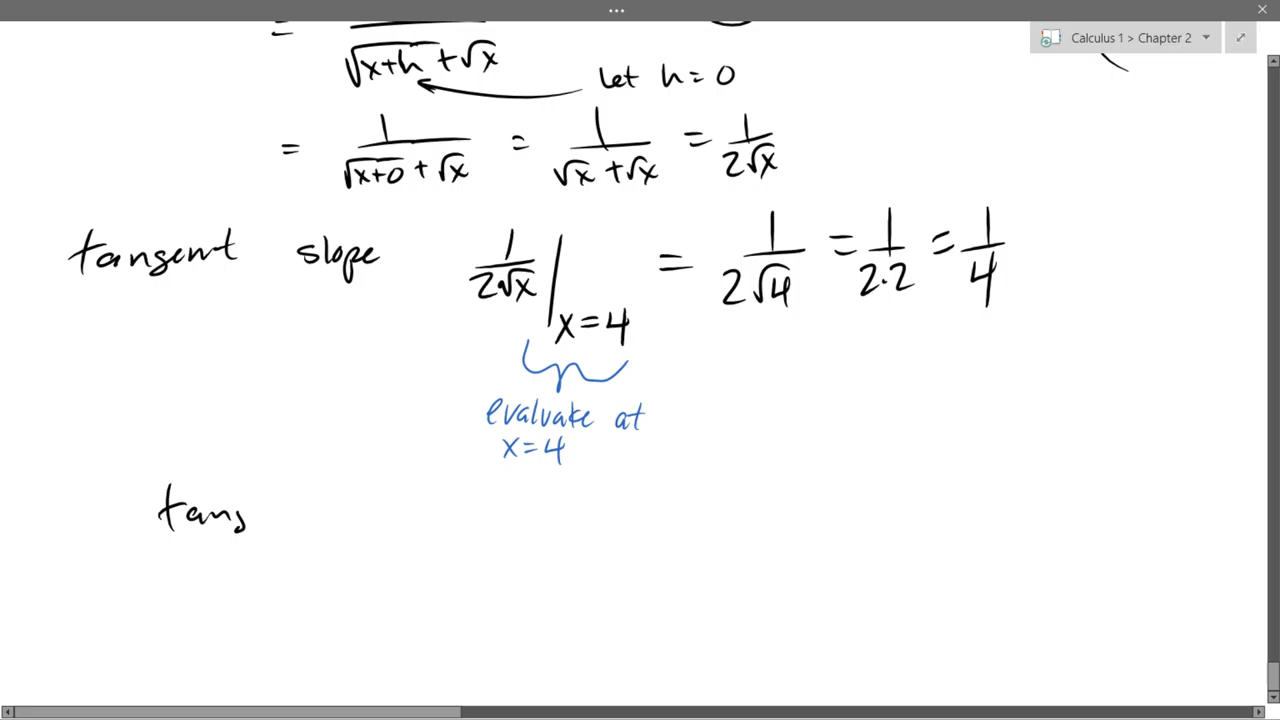 Calculus 1 > Chapter 2
=
√x+h + √x
let h = 0
= 1/(√x+0 + √x) = 1/(√x + √x) = 1/(2√x)
tangent slope 1/(2√x) |x=4 = 1/(2√4) = 1/(2·2) = 1/4
evaluate at
x=4
tang